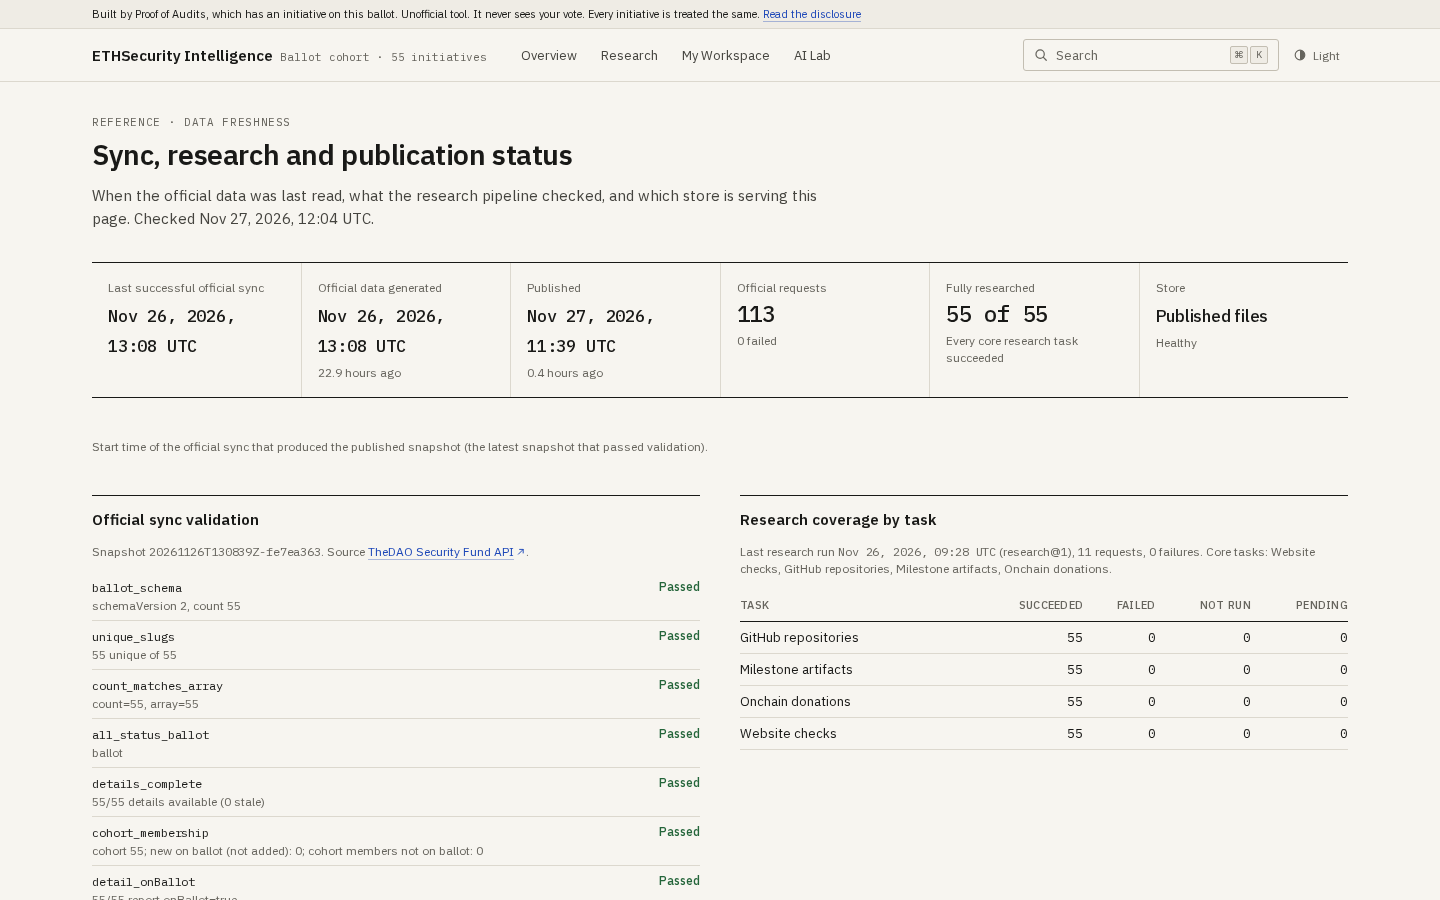 Built by Proof of Audits, which has an initiative on this ballot. Unofficial tool. It never sees your vote. Every initiative is treated the same. Read the disclosure
ETHSecurity Intelligence Ballot cohort · 55 initiatives Overview Research My Workspace AI Lab Search ⌘ K Light
REFERENCE · DATA FRESHNESS
Sync, research and publication status
When the official data was last read, what the research pipeline checked, and which store is serving this
page. Checked Nov 27, 2026, 12:04 UTC.
Last successful official sync
Nov 26, 2026,
13:08 UTC
Official data generated
Nov 26, 2026,
13:08 UTC
22.9 hours ago
Published
Nov 27, 2026,
11:39 UTC
0.4 hours ago
Official requests
113
0 failed
Fully researched
55 of 55
Every core research task
succeeded
Store
Published files
Healthy
Start time of the official sync that produced the published snapshot (the latest snapshot that passed validation).
Official sync validation
Snapshot 20261126T130839Z-fe7ea363. Source TheDAO Security Fund API ↗.
ballot_schema Passed
schemaVersion 2, count 55
unique_slugs Passed
55 unique of 55
count_matches_array Passed
count=55, array=55
all_status_ballot Passed
ballot
details_complete Passed
55/55 details available (0 stale)
cohort_membership Passed
cohort 55; new on ballot (not added): 0; cohort members not on ballot: 0
detail_onBallot Passed
55/55 report onBallot=true
Research coverage by task
Last research run Nov 26, 2026, 09:28 UTC (research@1), 11 requests, 0 failures. Core tasks: Website
checks, GitHub repositories, Milestone artifacts, Onchain donations.
TASK SUCCEEDED FAILED NOT RUN PENDING
GitHub repositories 55 0 0 0
Milestone artifacts 55 0 0 0
Onchain donations 55 0 0 0
Website checks 55 0 0 0